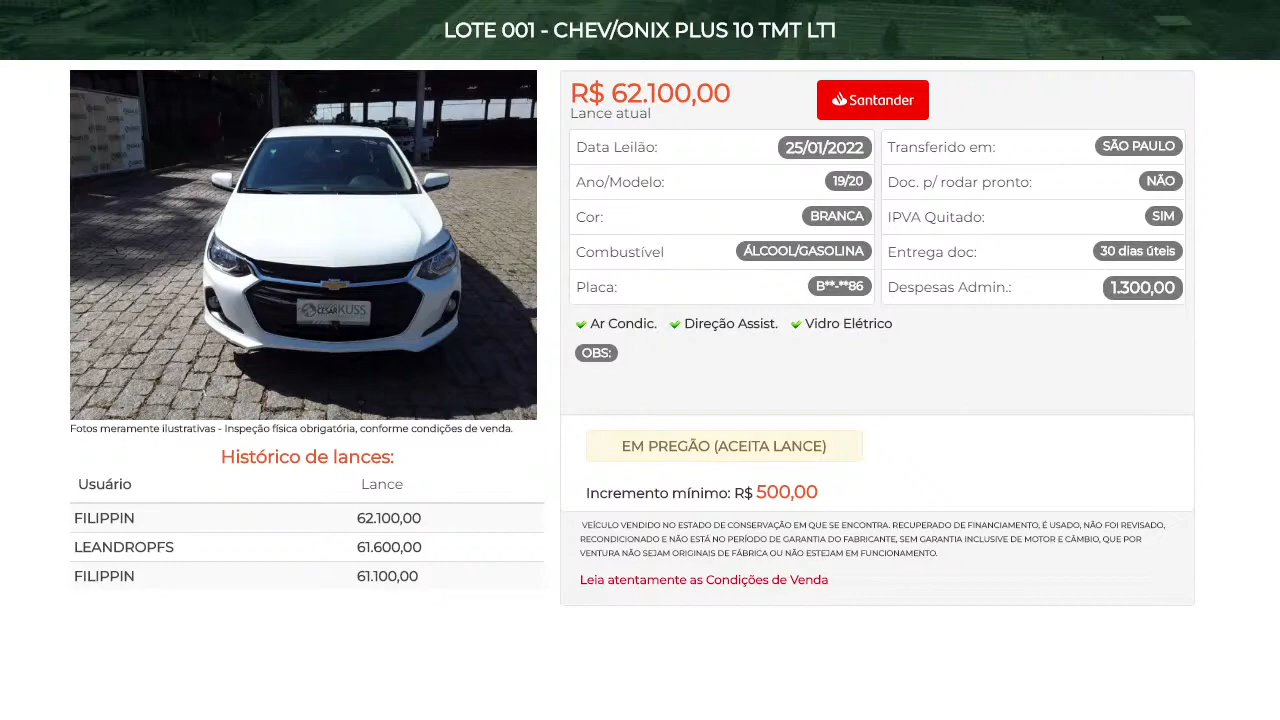 LOTE 001 - CHEV/ONIX PLUS 10 TMT LT1
CESAR KUSS
Fotos meramente ilustrativas - Inspeção física obrigatória, conforme condições de venda.
Histórico de lances:
Usuário Lance
FILIPPIN 62.100,00
LEANDROPFS 61.600,00
FILIPPIN 61.100,00
R$ 62.100,00
Lance atual
Santander
Data Leilão: 25/01/2022
Ano/Modelo: 19/20
Cor: BRANCA
Combustível ÁLCOOL/GASOLINA
Placa: B**-**86
Transferido em: SÃO PAULO
Doc. p/ rodar pronto: NÃO
IPVA Quitado: SIM
Entrega doc: 30 dias úteis
Despesas Admin.: 1.300,00
Ar Condic. Direção Assist. Vidro Elétrico
OBS:
EM PREGÃO (ACEITA LANCE)
Incremento mínimo: R$ 500,00
VEÍCULO VENDIDO NO ESTADO DE CONSERVAÇÃO EM QUE SE ENCONTRA. RECUPERADO DE FINANCIAMENTO, É USADO, NÃO FOI REVISADO,
RECONDICIONADO E NÃO ESTÁ NO PERÍODO DE GARANTIA DO FABRICANTE, SEM GARANTIA INCLUSIVE DE MOTOR E CÂMBIO, QUE POR
VENTURA NÃO SEJAM ORIGINAIS DE FÁBRICA OU NÃO ESTEJAM EM FUNCIONAMENTO.
Leia atentamente as Condições de Venda